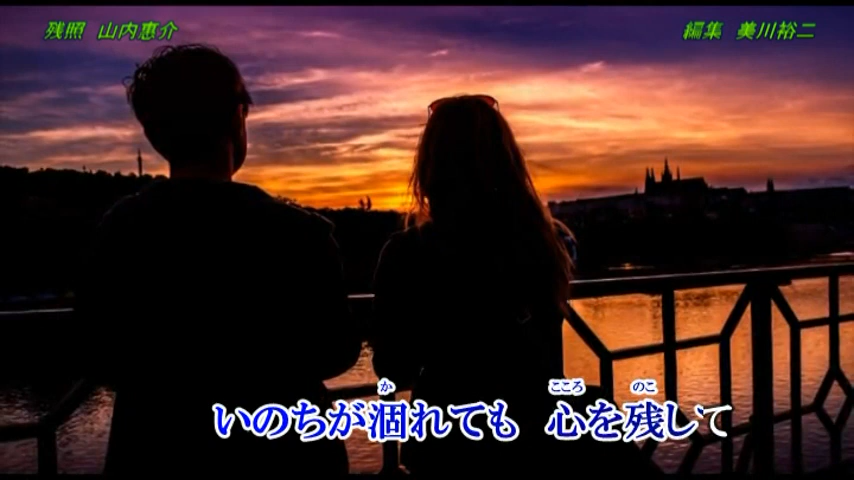 残照 山内惠介
編集 美川裕二
いのちが涸れても 心を残して
か
こころ
のこ